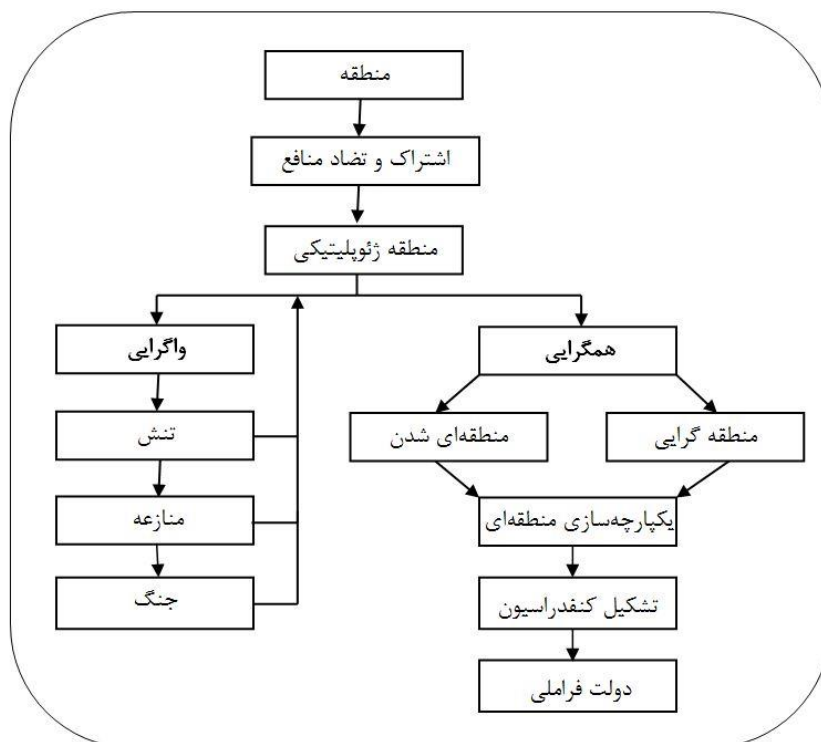 منطقه
اشتراک و تضاد منافع
منطقه ژئوپلیتیکی
همگرایی
واگرایی
منطقه گرایی
منطقه‌ای شدن
تنش
یکپارچه‌سازی منطقه‌ای
منازعه
تشکیل کنفدراسیون
جنگ
دولت فراملی